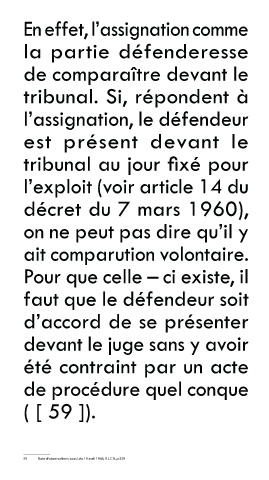 En effet, l'assignation comme
la partie défenderesse
de comparaître devant le
tribunal. Si, répondent à
l'assignation, le défendeur
est présent devant le
tribunal au jour fixé pour
l'exploit (voir article 14 du
décret du 7 mars 1960),
on ne peut pas dire qu'il y
ait comparution volontaire.
Pour que celle – ci existe, il
faut que le défendeur soit
d'accord de se présenter
devant le juge sans y avoir
été contraint par un acte
de procédure quel conque
( [ 59 ]).